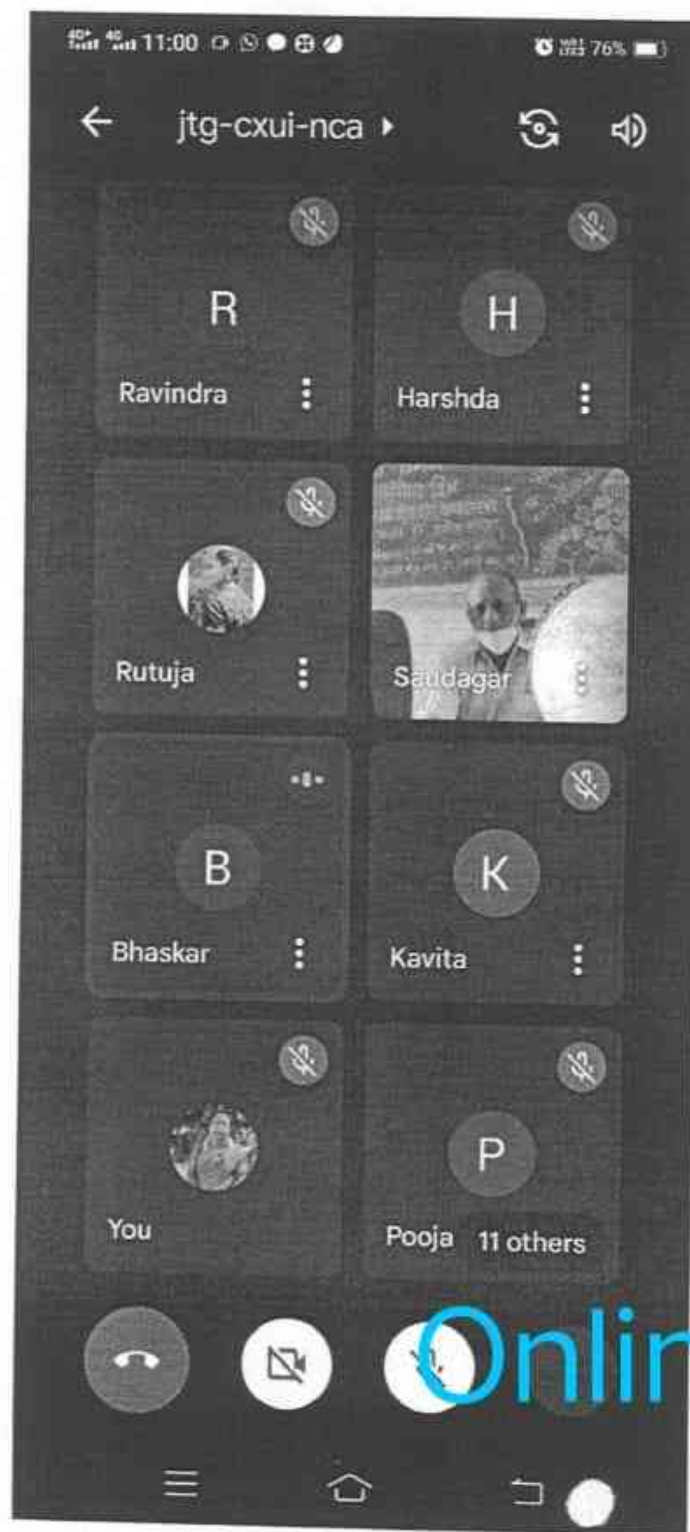 11:00 76%
jtg-cxui-nca
R H
Ravindra Harshda
Rutuja Saudagar
B K
Bhaskar Kavita
P
You Pooja 11 others
Onlin